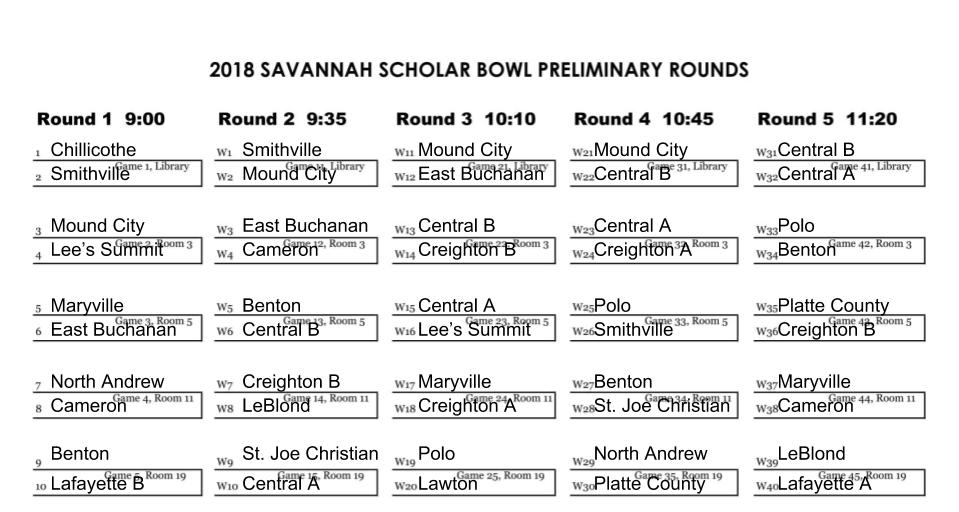 2018 SAVANNAH SCHOLAR BOWL PRELIMINARY ROUNDS
Round 1 9:00 Round 2 9:35 Round 3 10:10 Round 4 10:45 Round 5 11:20
1 Chillicothe W1 Smithville W11 Mound City W21 Mound City W31 Central B
Game 1, Library Game 11, Library Game 21, Library Game 31, Library Game 41, Library
2 Smithville W2 Mound City W12 East Buchanan W22 Central B W32 Central A
3 Mound City W3 East Buchanan W13 Central B W23 Central A W33 Polo
Game 2, Room 3 Game 12, Room 3 Game 22, Room 3 Game 32, Room 3 Game 42, Room 3
4 Lee's Summit W4 Cameron W14 Creighton B W24 Creighton A W34 Benton
5 Maryville W5 Benton W15 Central A W25 Polo W35 Platte County
Game 3, Room 5 Game 13, Room 5 Game 23, Room 5 Game 33, Room 5 Game 43, Room 5
6 East Buchanan W6 Central B W16 Lee's Summit W26 Smithville W36 Creighton B
7 North Andrew W7 Creighton B W17 Maryville W27 Benton W37 Maryville
Game 4, Room 11 Game 14, Room 11 Game 24, Room 11 Game 34, Room 11 Game 44, Room 11
8 Cameron W8 LeBlond W18 Creighton A W28 St. Joe Christian W38 Cameron
9 Benton W9 St. Joe Christian W19 Polo W29 North Andrew W39 LeBlond
Game 5, Room 19 Game 15, Room 19 Game 25, Room 19 Game 35, Room 19 Game 45, Room 19
10 Lafayette B W10 Central A W20 Lawton W30 Platte County W40 Lafayette A